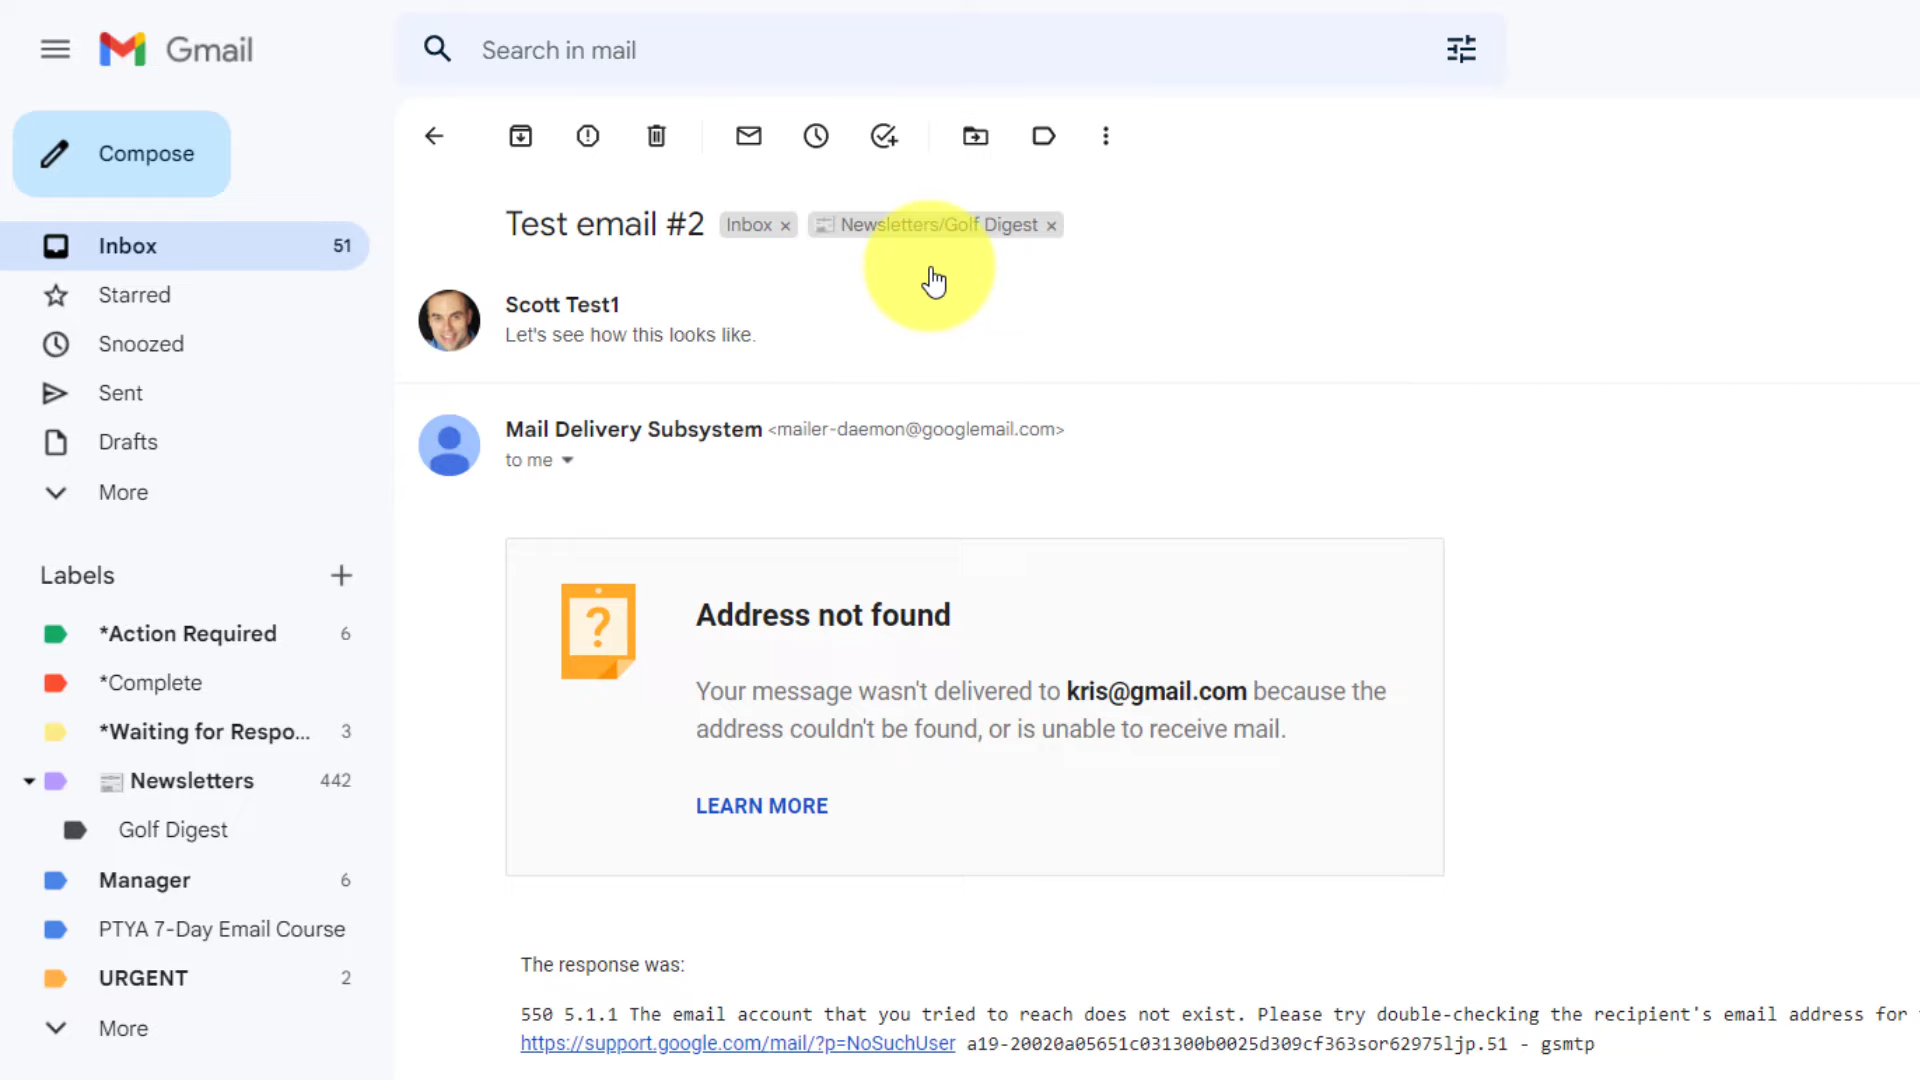 Gmail
Search in mail
Compose
Inbox 51
Starred
Snoozed
Sent
Drafts
More
Labels
*Action Required 6
*Complete
*Waiting for Respo... 3
Newsletters 442
Golf Digest
Manager 6
PTYA 7-Day Email Course
URGENT 2
More
Test email #2 Inbox × Newsletters/Golf Digest ×
Scott Test1
Let's see how this looks like.
Mail Delivery Subsystem <mailer-daemon@googlemail.com>
to me
?
Address not found
Your message wasn't delivered to kris@gmail.com because the
address couldn't be found, or is unable to receive mail.
LEARN MORE
The response was:
550 5.1.1 The email account that you tried to reach does not exist. Please try double-checking the recipient's email address for
https://support.google.com/mail/?p=NoSuchUser a19-20020a05651c031300b0025d309cf363sor62975ljp.51 - gsmtp